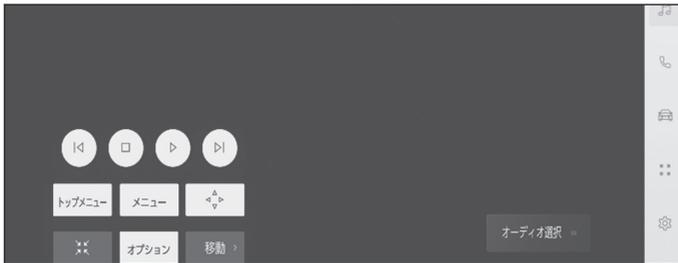 トップメニュー メニュー
オプション 移動
オーディオ選択